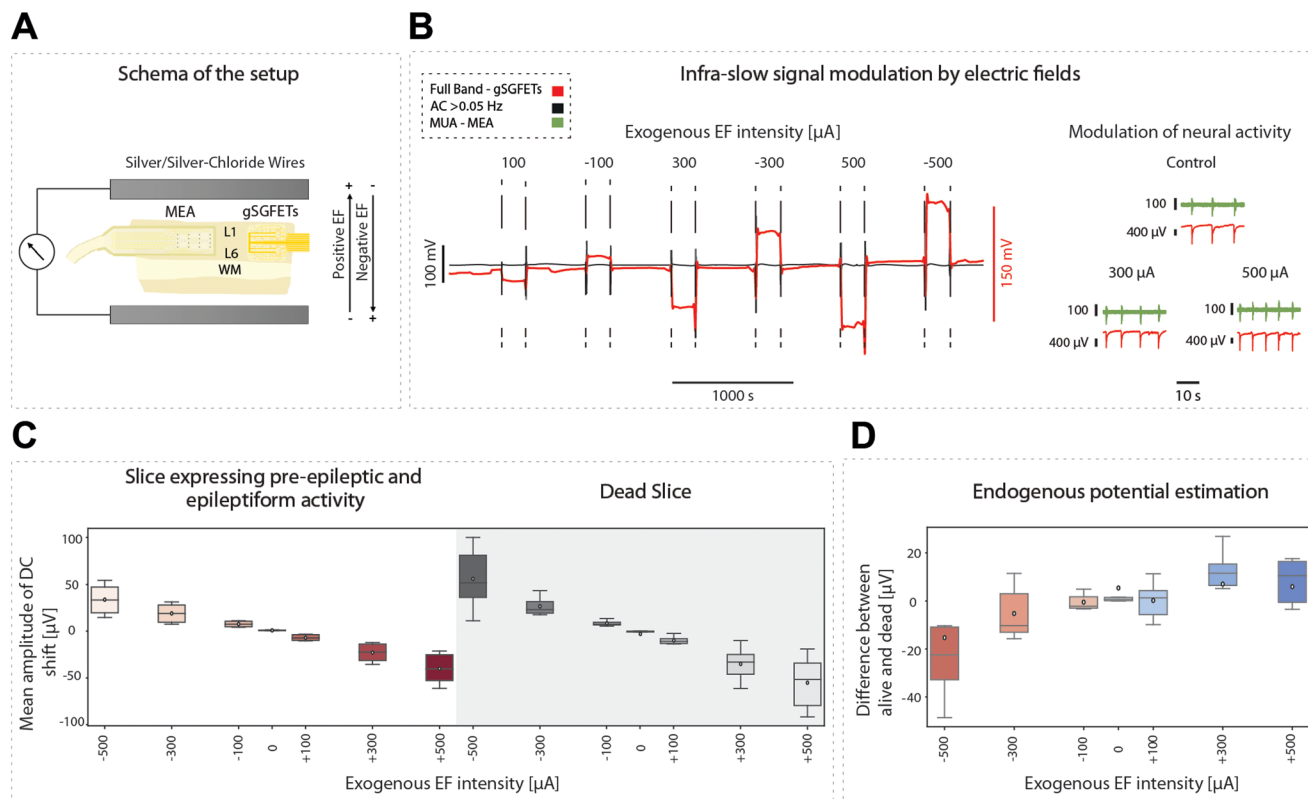 A
Schema of the setup
Silver/Silver-Chloride Wires
+ -
MEA
gSGFETs
L1
L6
WM
Positive EF
Negative EF
- +
B
Infra-slow signal modulation by electric fields
Full Band - gSGFETs
AC >0.05 Hz
MUA - MEA
Exogenous EF intensity [µA]
100 -100 300 -300 500 -500
100 mV
150 mV
1000 s
Modulation of neural activity
Control
100
400 µV
300 µA
500 µA
100
400 µV
100
400 µV
10 s
C
Slice expressing pre-epileptic and
epileptiform activity
Dead Slice
Mean amplitude of DC
shift [µV]
100
50
0
-50
-100
-500 -300 -100 0 +100 +300 +500 -500 -300 -100 0 +100 +300 +500
Exogenous EF intensity [µA]
D
Endogenous potential estimation
Difference between
alive and dead [µV]
20
0
-20
-40
-500 -300 -100 0 +100 +300 +500
Exogenous EF intensity [µA]